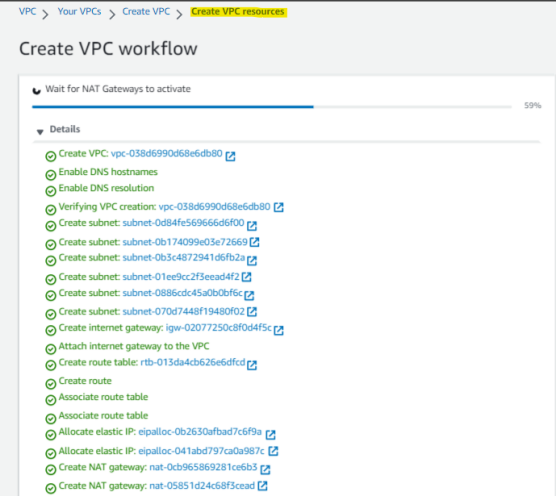 VPC > Your VPCs > Create VPC > Create VPC resources
Create VPC workflow
Wait for NAT Gateways to activate
59%
Details
Create VPC: vpc-038d6990d68e6db80
Enable DNS hostnames
Enable DNS resolution
Verifying VPC creation: vpc-038d6990d68e6db80
Create subnet: subnet-0d84fe569666d6f00
Create subnet: subnet-0b174099e03e72669
Create subnet: subnet-0b3c4872941d6fb2a
Create subnet: subnet-01ee9cc2f3eead4f2
Create subnet: subnet-0886cdc45a0b0bf6c
Create subnet: subnet-070d7448f19480f02
Create internet gateway: igw-02077250c8f0d4f5c
Attach internet gateway to the VPC
Create route table: rtb-013da4cb626e6dfcd
Create route
Associate route table
Associate route table
Allocate elastic IP: eipalloc-0b2630afbad7c6f9a
Allocate elastic IP: eipalloc-041abd797ca0a987c
Create NAT gateway: nat-0cb965869281ce6b3
Create NAT gateway: nat-05851d24c68f3cead